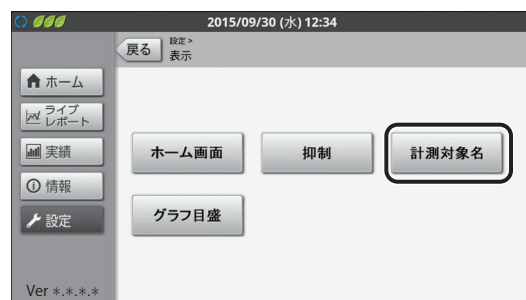 2015/09/30 (水) 12:34
戻る
設定 >
表示
ホーム
ライブ
レポート
実績
情報
設定
ホーム画面
抑制
計測対象名
グラフ目盛
Ver *.*.*.*